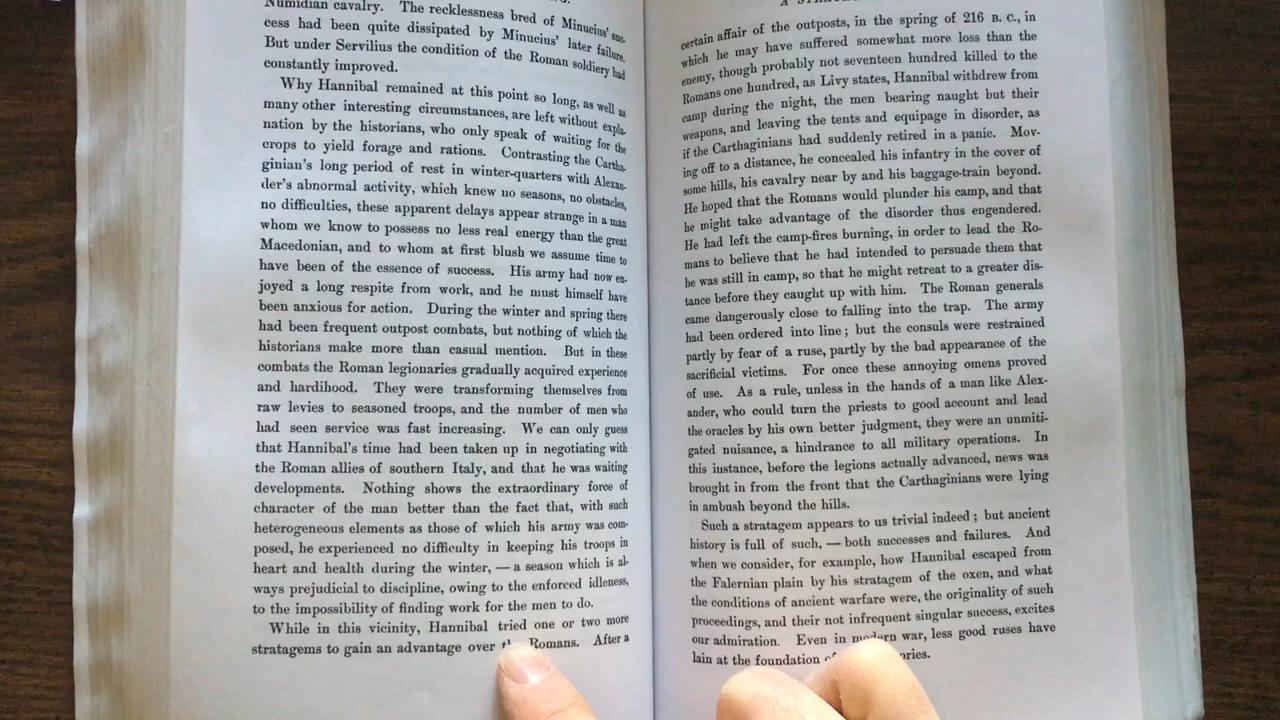 Numidian cavalry. The recklessness bred of Minucius' suc-
cess had been quite dissipated by Minucius' later failure.
But under Servilius the condition of the Roman soldiery had
constantly improved.
Why Hannibal remained at this point so long, as well as
many other interesting circumstances, are left without expla-
nation by the historians, who only speak of waiting for the
crops to yield forage and rations. Contrasting the Cartha-
ginian's long period of rest in winter-quarters with Alexan-
der's abnormal activity, which knew no seasons, no obstacles,
no difficulties, these apparent delays appear strange in a man
whom we know to possess no less real energy than the great
Macedonian, and to whom at first blush we assume time to
have been of the essence of success. His army had now en-
joyed a long respite from work, and he must himself have
been anxious for action. During the winter and spring there
had been frequent outpost combats, but nothing of which the
historians make more than casual mention. But in these
combats the Roman legionaries gradually acquired experience
and hardihood. They were transforming themselves from
raw levies to seasoned troops, and the number of men who
had seen service was fast increasing. We can only guess
that Hannibal's time had been taken up in negotiating with
the Roman allies of southern Italy, and that he was waiting
developments. Nothing shows the extraordinary force of
character of the man better than the fact that, with such
heterogeneous elements as those of which his army was com-
posed, he experienced no difficulty in keeping his troops in
heart and health during the winter, — a season which is al-
ways prejudicial to discipline, owing to the enforced idleness,
to the impossibility of finding work for the men to do.
While in this vicinity, Hannibal tried one or two more
stratagems to gain an advantage over Romans. After a
A
certain affair of the outposts, in the spring of 216 B. C., in
which he may have suffered somewhat more loss than the
enemy, though probably not seventeen hundred killed to the
Romans one hundred, as Livy states, Hannibal withdrew from
camp during the night, the men bearing naught but their
weapons, and leaving the tents and equipage in disorder, as
if the Carthaginians had suddenly retired in a panic. Mov-
ing off to a distance, he concealed his infantry in the cover of
some hills, his cavalry near by and his baggage-train beyond.
He hoped that the Romans would plunder his camp, and that
he might take advantage of the disorder thus engendered.
He had left the camp-fires burning, in order to lead the Ro-
mans to believe that he had intended to persuade them that
he was still in camp, so that he might retreat to a greater dis-
tance before they caught up with him. The Roman generals
came dangerously close to falling into the trap. The army
had been ordered into line; but the consuls were restrained
partly by fear of a ruse, partly by the bad appearance of the
sacrificial victims. For once these annoying omens proved
of use. As a rule, unless in the hands of a man like Alex-
ander, who could turn the priests to good account and lead
the oracles by his own better judgment, they were an unmiti-
gated nuisance, a hindrance to all military operations. In
this instance, before the legions actually advanced, news was
brought in from the front that the Carthaginians were lying
in ambush beyond the hills.
Such a stratagem appears to us trivial indeed; but ancient
history is full of such, — both successes and failures. And
when we consider, for example, how Hannibal escaped from
the Falernian plain by his stratagem of the oxen, and what
the conditions of ancient warfare were, the originality of such
proceedings, and their not infrequent singular success, excites
our admiration. Even in modern war, less good ruses have
lain at the foundation